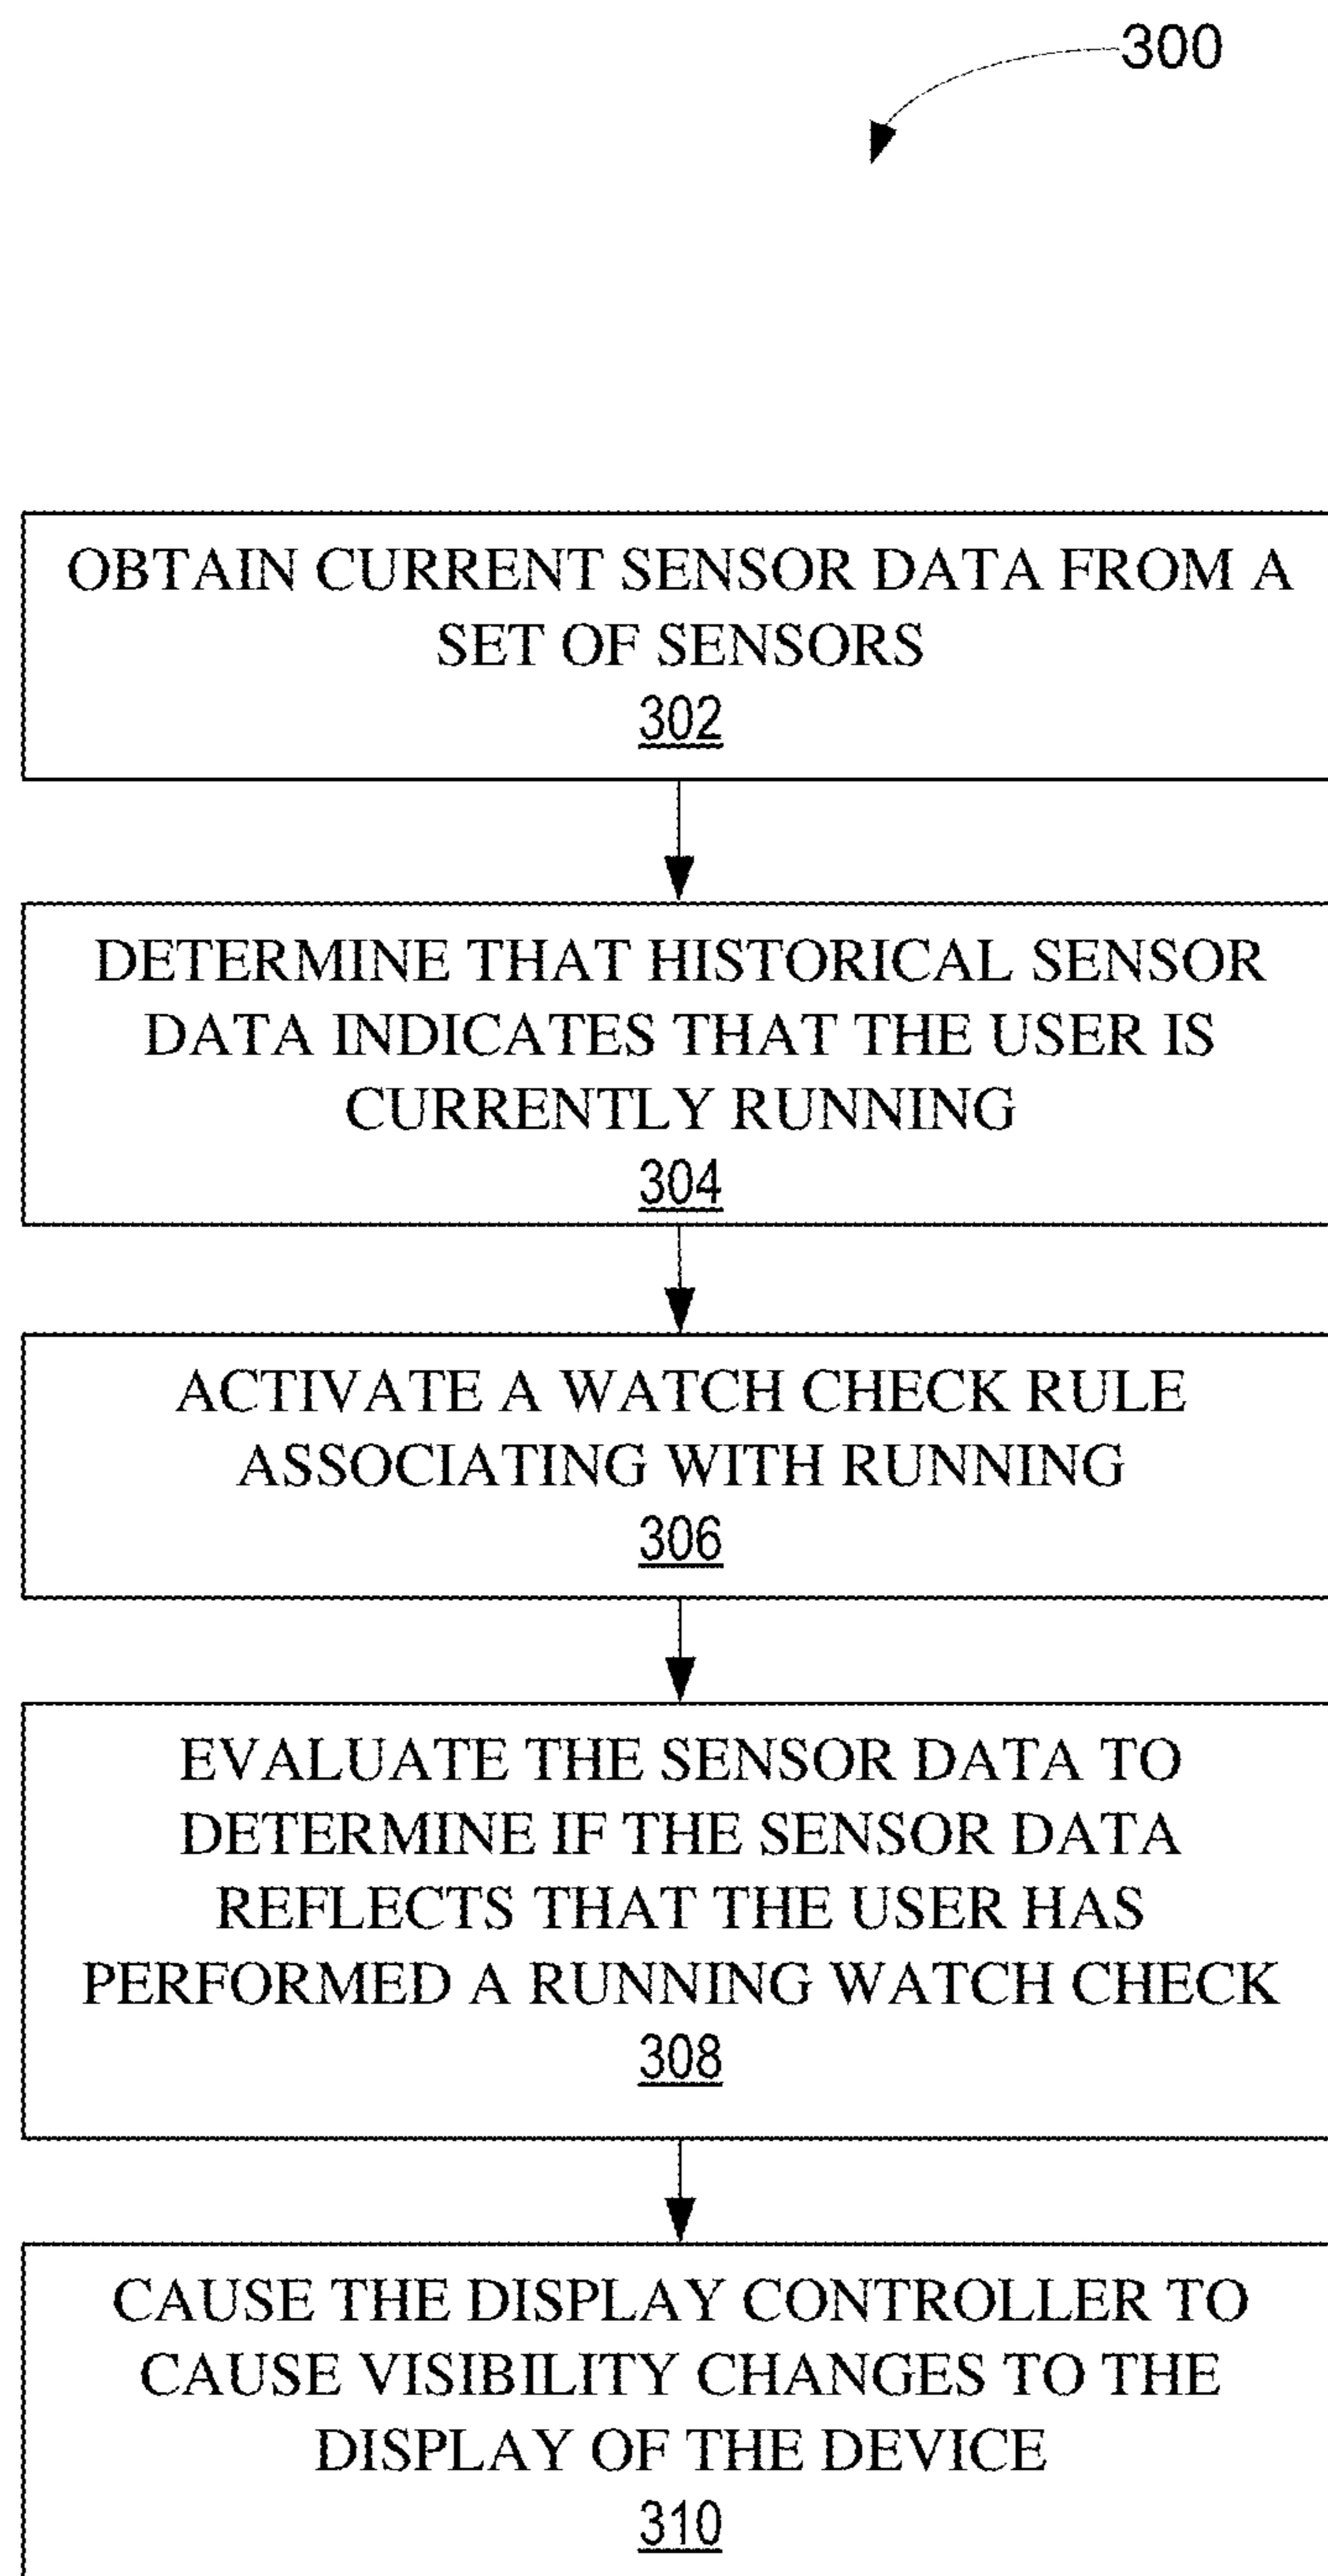 300
OBTAIN CURRENT SENSOR DATA FROM A
SET OF SENSORS
302
DETERMINE THAT HISTORICAL SENSOR
DATA INDICATES THAT THE USER IS
CURRENTLY RUNNING
304
ACTIVATE A WATCH CHECK RULE
ASSOCIATING WITH RUNNING
306
EVALUATE THE SENSOR DATA TO
DETERMINE IF THE SENSOR DATA
REFLECTS THAT THE USER HAS
PERFORMED A RUNNING WATCH CHECK
308
CAUSE THE DISPLAY CONTROLLER TO
CAUSE VISIBILITY CHANGES TO THE
DISPLAY OF THE DEVICE
310